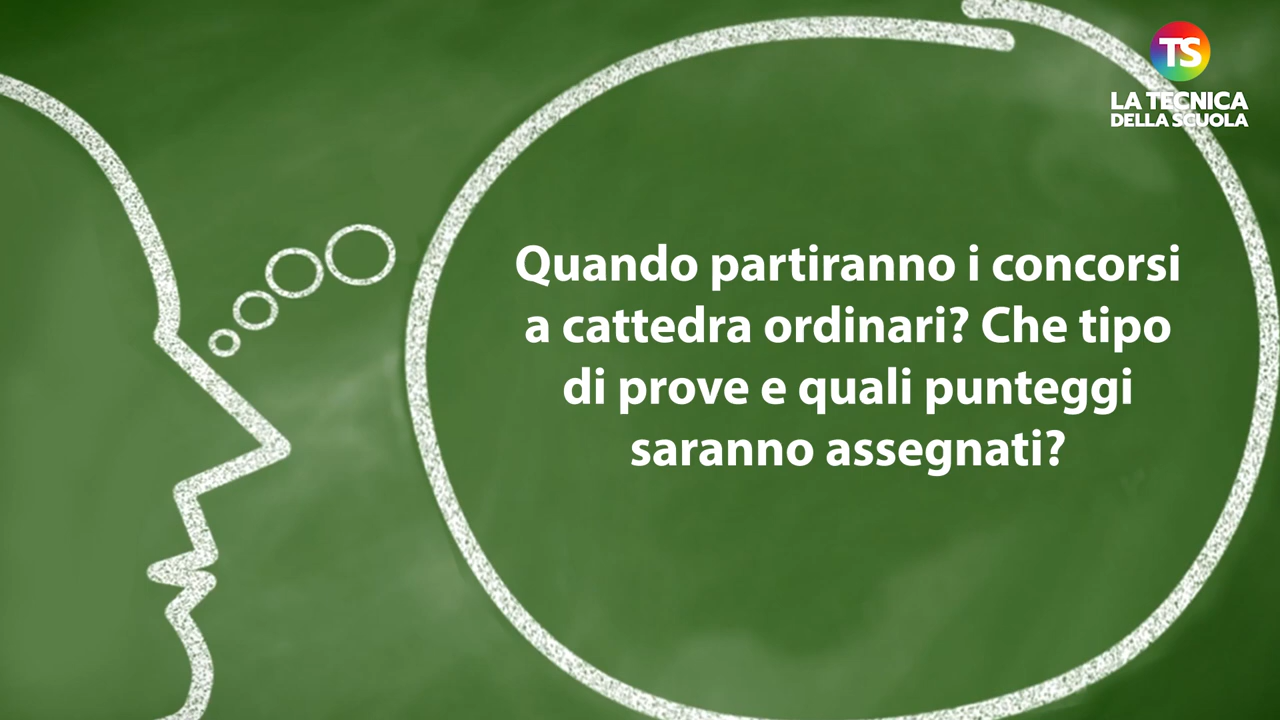 TS
LA TECNICA
DELLA SCUOLA
Quando partiranno i concorsi
a cattedra ordinari? Che tipo
di prove e quali punteggi
saranno assegnati?